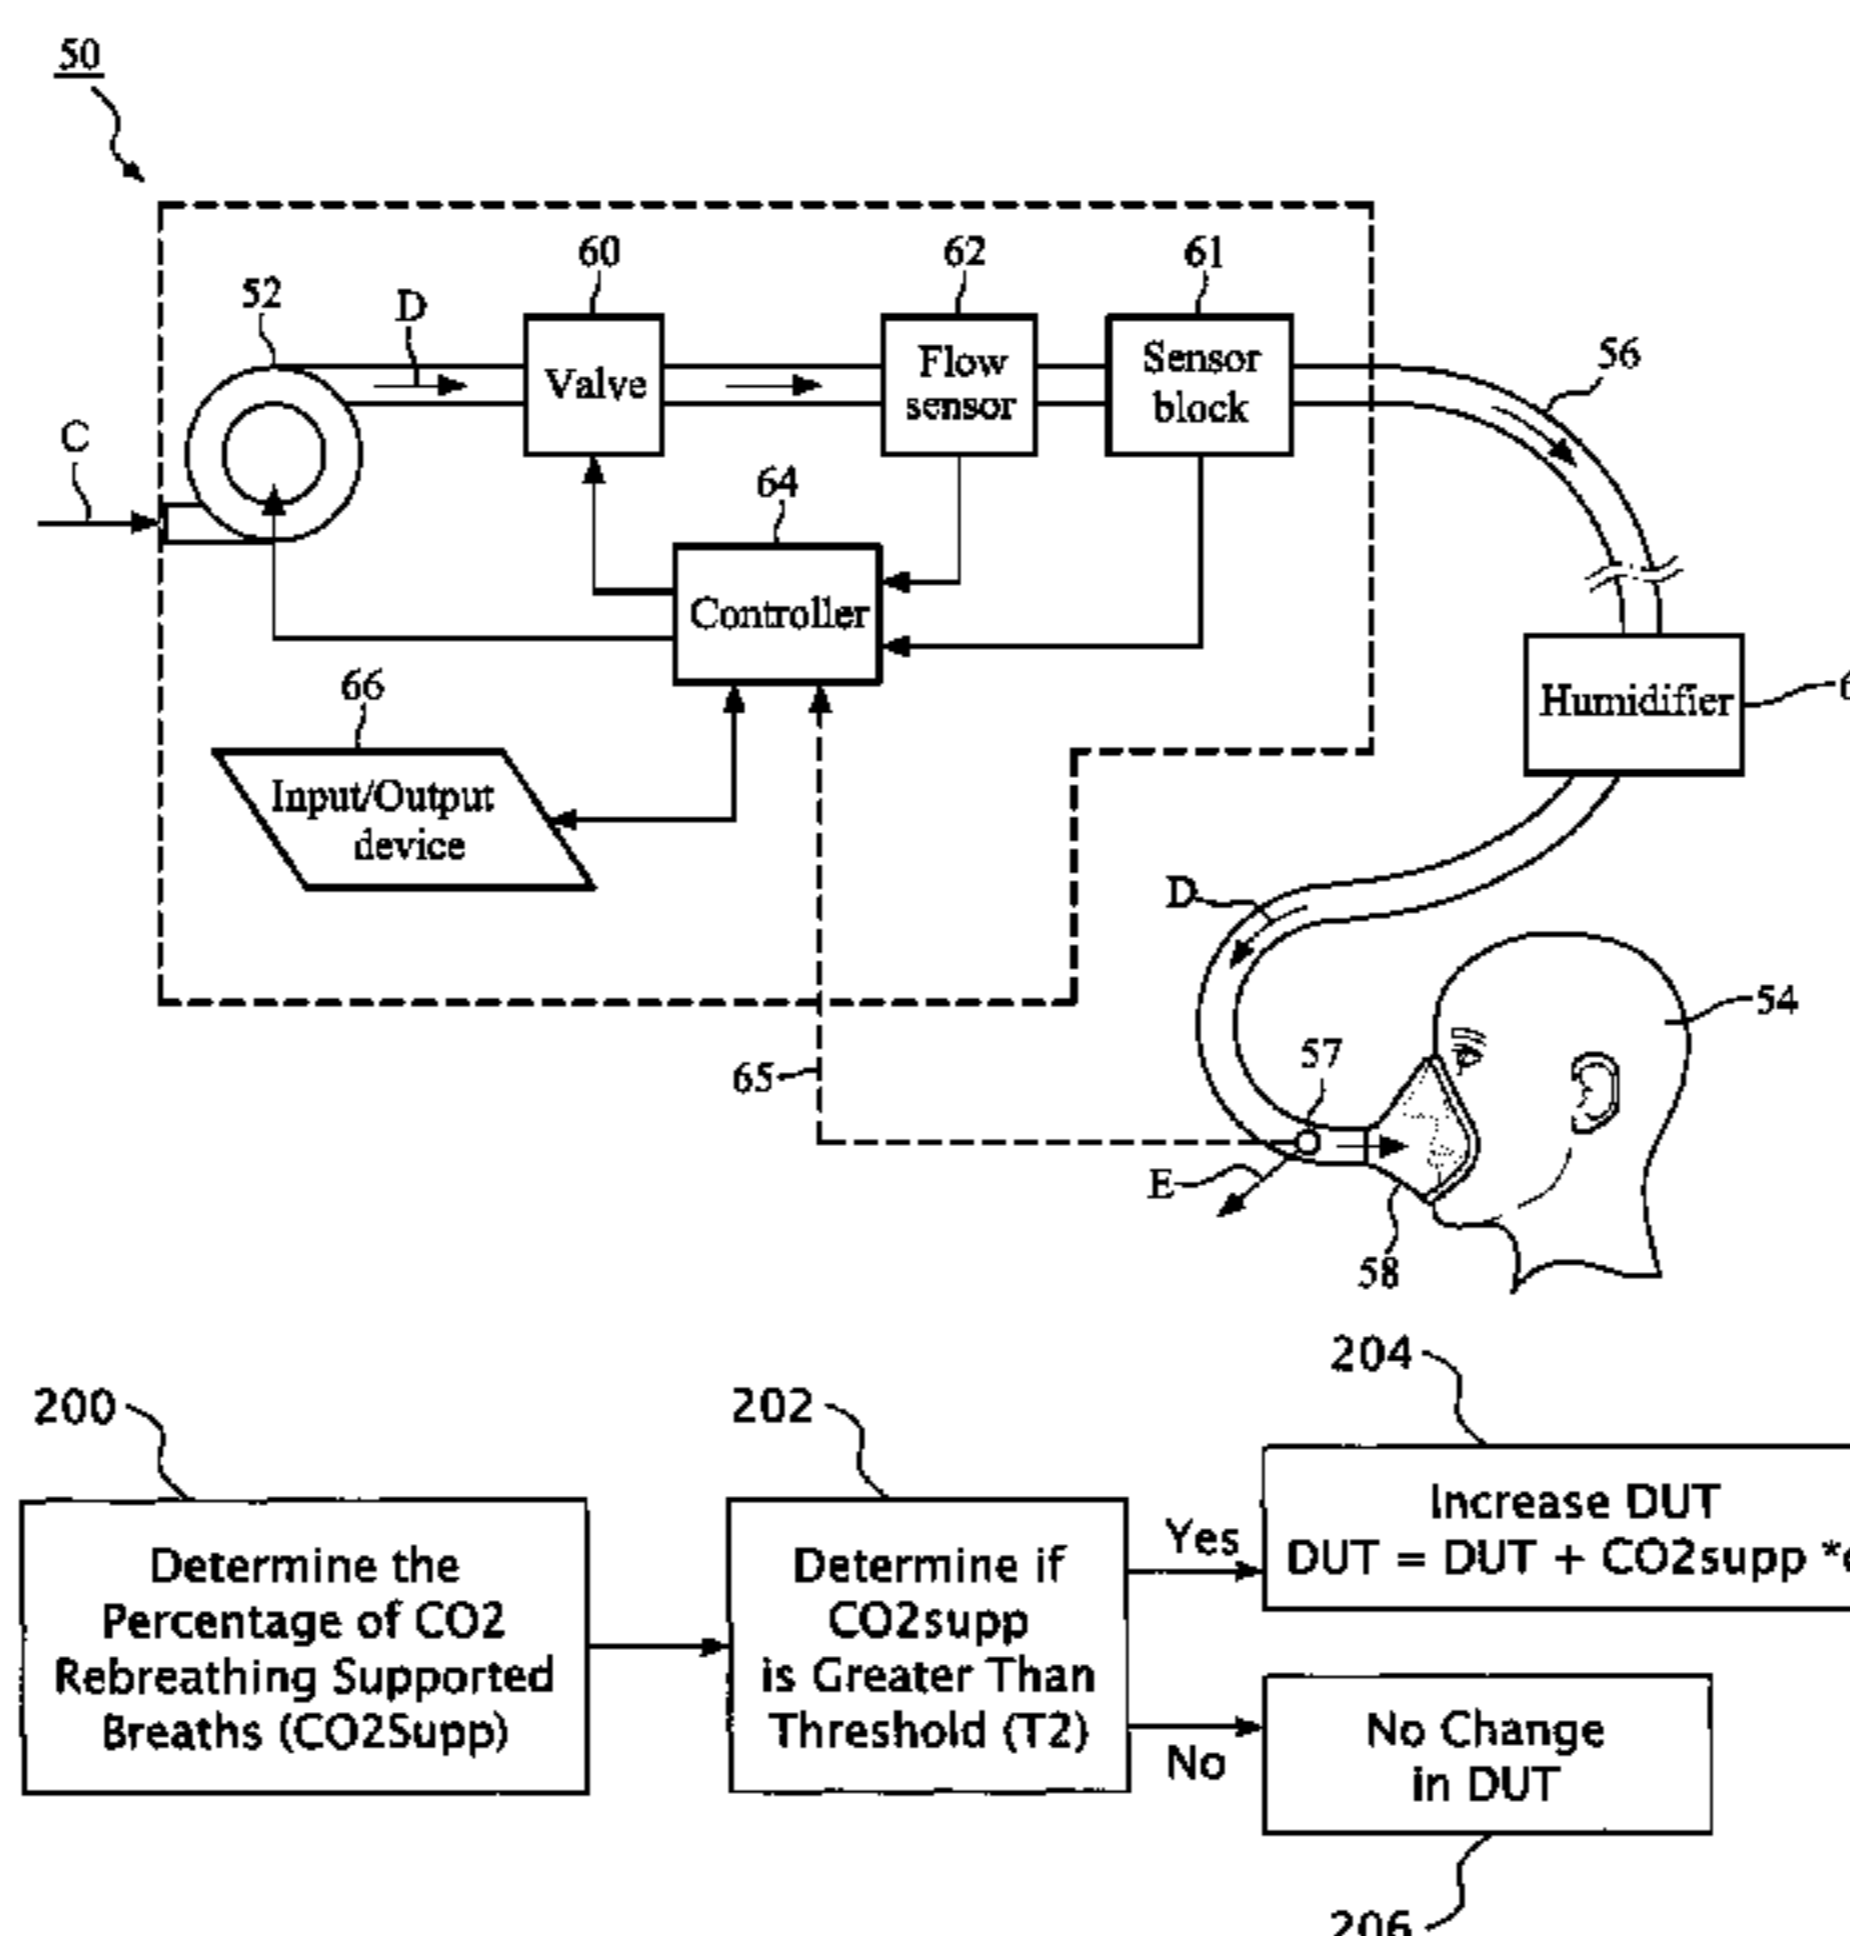 50
60
62
61
52
D
Valve
Flow
sensor
Sensor
block
56
C
64
Controller
66
Humidifier
Input/Output
device
D
54
57
65
E
58
204
200
202
Increase DUT
DUT = DUT + CO2supp *
Yes
Determine the
Percentage of CO2
Rebreathing Supported
Breaths (CO2Supp)
Determine if
CO2supp
is Greater Than
Threshold (T2)
No
No Change
in DUT
206